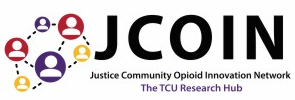 JCOIN
Justice Community Opioid Innovation Network
The TCU Research Hub